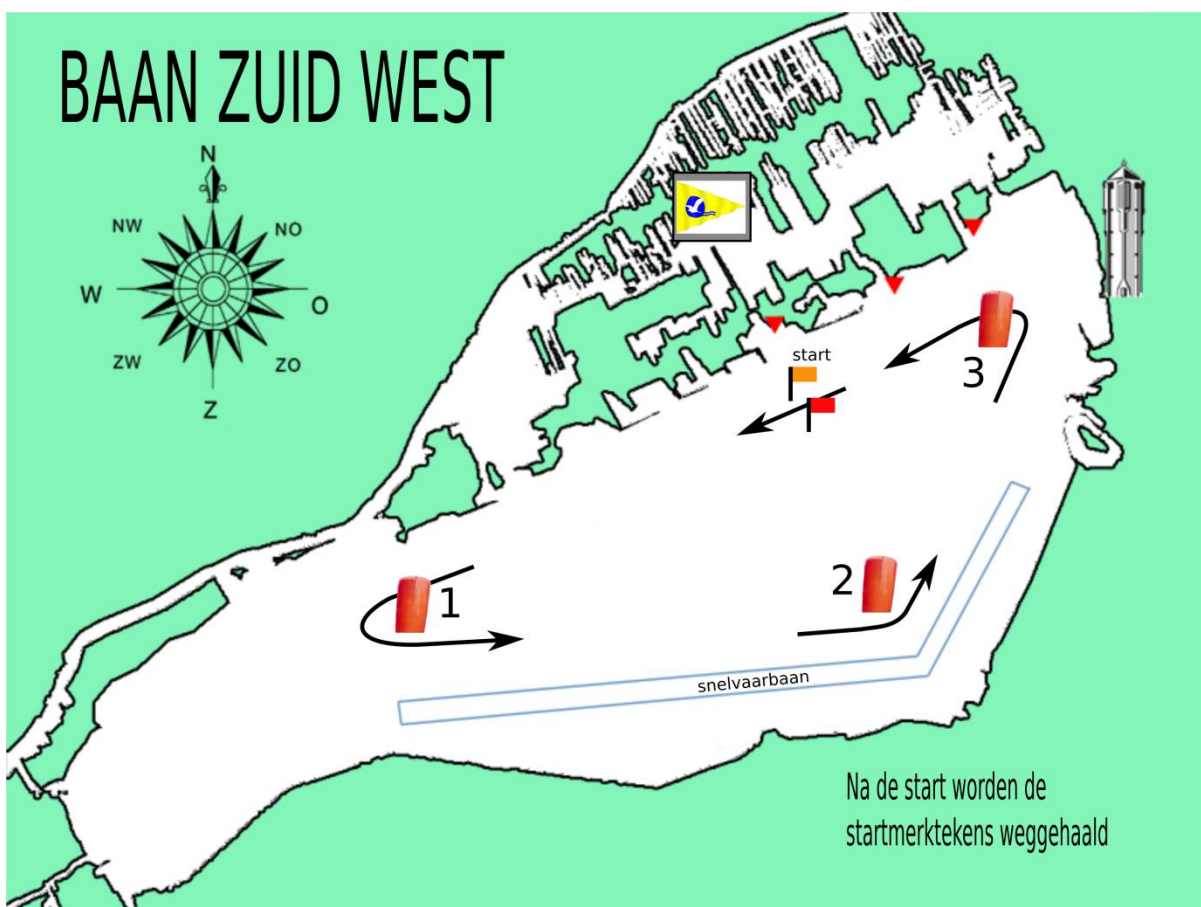 BAAN ZUID WEST
N
NW
NO
W
O
ZW
ZO
Z
start
3
1
2
snelvaarbaan
Na de start worden de
startmerktekens weggehaald